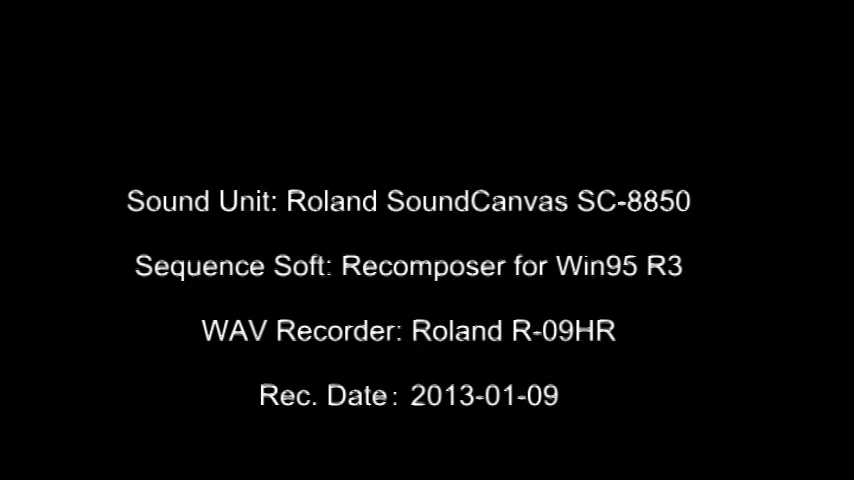 Sound Unit: Roland SoundCanvas SC-8850
Sequence Soft: Recomposer for Win95 R3
WAV Recorder: Roland R-09HR
Rec. Date: 2013-01-09